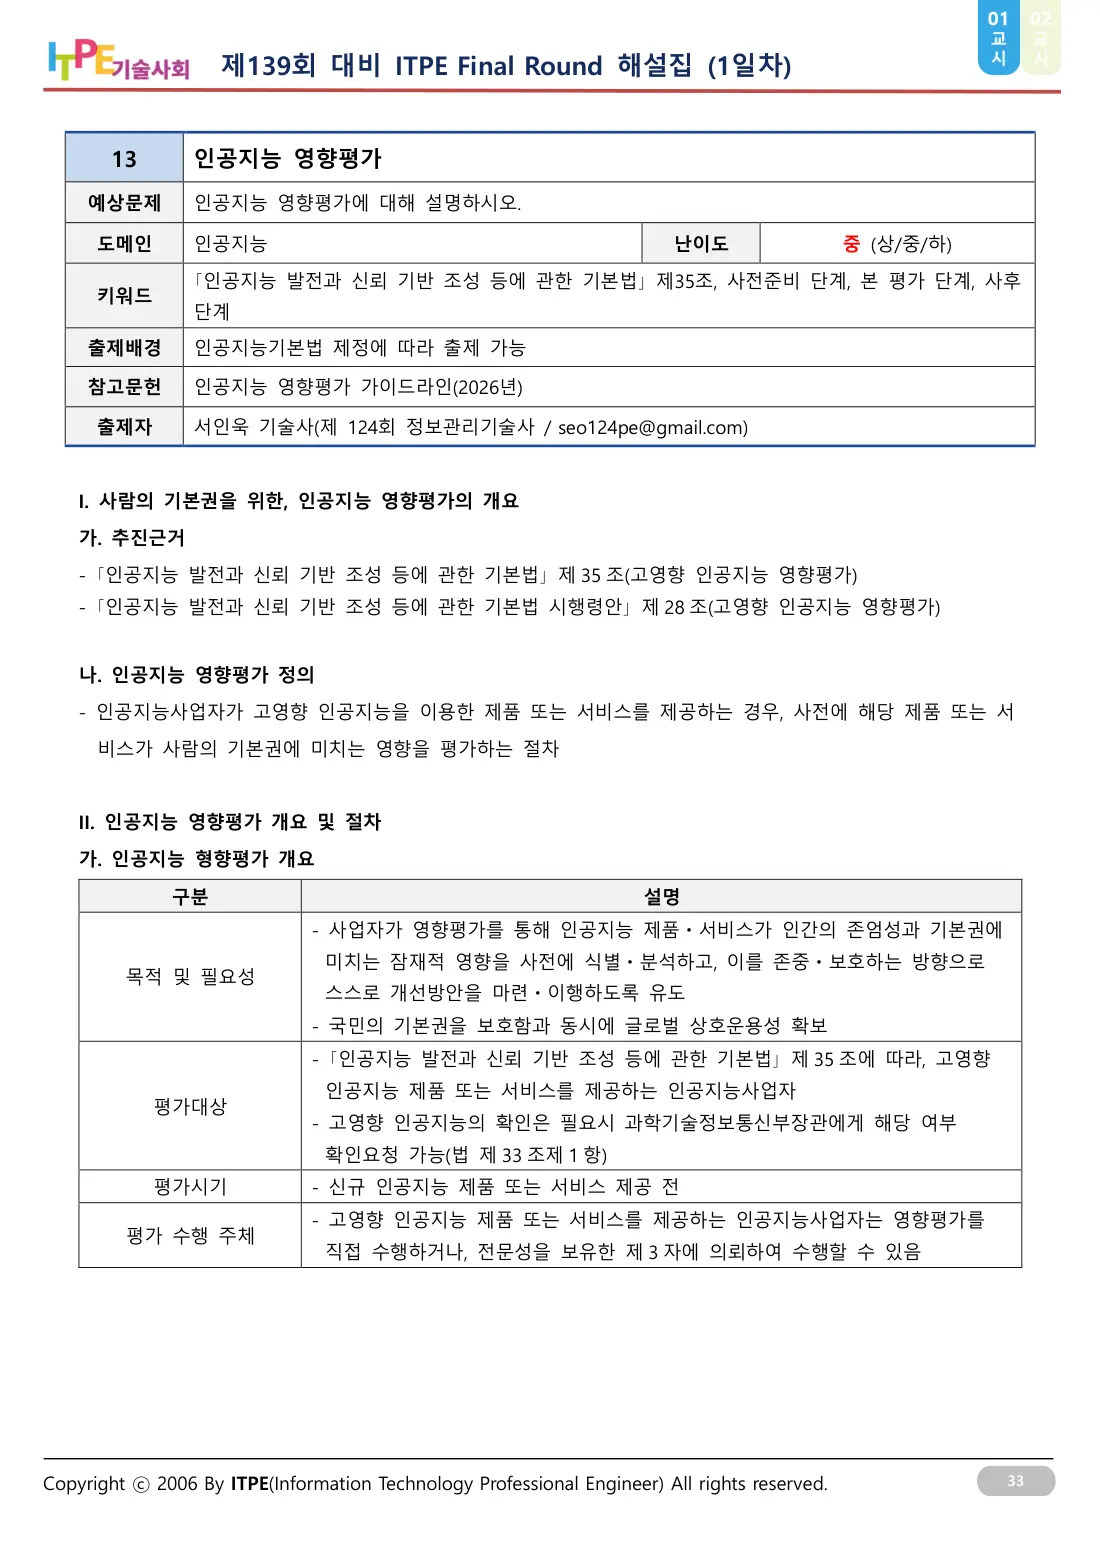 ITPE기술사회 제139회 대비 ITPE Final Round 해설집 (1일차)
01
교
시
02
교
시
13 인공지능 영향평가
예상문제 인공지능 영향평가에 대해 설명하시오.
도메인 인공지능 난이도 중 (상/중/하)
키워드 「인공지능 발전과 신뢰 기반 조성 등에 관한 기본법」 제35조, 사전준비 단계, 본 평가 단계, 사후
단계
출제배경 인공지능기본법 제정에 따라 출제 가능
참고문헌 인공지능 영향평가 가이드라인(2026년)
출제자 서인욱 기술사(제 124회 정보관리기술사 / seo124pe@gmail.com)
I. 사람의 기본권을 위한, 인공지능 영향평가의 개요
가. 추진근거
-「인공지능 발전과 신뢰 기반 조성 등에 관한 기본법」 제 35 조(고영향 인공지능 영향평가)
-「인공지능 발전과 신뢰 기반 조성 등에 관한 기본법 시행령안」 제 28 조(고영향 인공지능 영향평가)
나. 인공지능 영향평가 정의
- 인공지능사업자가 고영향 인공지능을 이용한 제품 또는 서비스를 제공하는 경우, 사전에 해당 제품 또는 서
비스가 사람의 기본권에 미치는 영향을 평가하는 절차
II. 인공지능 영향평가 개요 및 절차
가. 인공지능 형향평가 개요
구분 설명
목적 및 필요성
- 사업자가 영향평가를 통해 인공지능 제품・서비스가 인간의 존엄성과 기본권에
미치는 잠재적 영향을 사전에 식별・분석하고, 이를 존중・보호하는 방향으로
스스로 개선방안을 마련・이행하도록 유도
- 국민의 기본권을 보호함과 동시에 글로벌 상호운용성 확보
평가대상
-「인공지능 발전과 신뢰 기반 조성 등에 관한 기본법」 제 35 조에 따라, 고영향
인공지능 제품 또는 서비스를 제공하는 인공지능사업자
- 고영향 인공지능의 확인은 필요시 과학기술정보통신부장관에게 해당 여부
확인요청 가능(법 제 33 조제 1 항)
평가시기 - 신규 인공지능 제품 또는 서비스 제공 전
평가 수행 주체
- 고영향 인공지능 제품 또는 서비스를 제공하는 인공지능사업자는 영향평가를
직접 수행하거나, 전문성을 보유한 제 3 자에 의뢰하여 수행할 수 있음
Copyright ⓒ 2006 By ITPE(Information Technology Professional Engineer) All rights reserved. 33